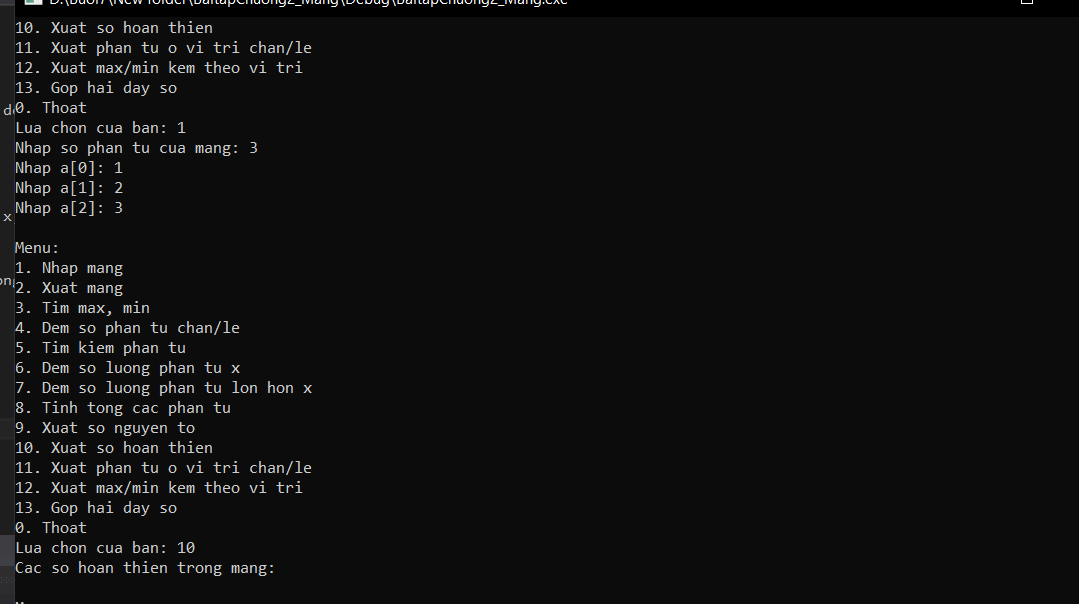 D:\Buoi7\New folder\BaitapChuong2_Mang\Debug\BaitapChuong2_Mang.exe
10. Xuat so hoan thien
11. Xuat phan tu o vi tri chan/le
12. Xuat max/min kem theo vi tri
13. Gop hai day so
0. Thoat
Lua chon cua ban: 1
Nhap so phan tu cua mang: 3
Nhap a[0]: 1
Nhap a[1]: 2
Nhap a[2]: 3
x
Menu:
1. Nhap mang
2. Xuat mang
3. Tim max, min
4. Dem so phan tu chan/le
5. Tim kiem phan tu
6. Dem so luong phan tu x
7. Dem so luong phan tu lon hon x
8. Tinh tong cac phan tu
9. Xuat so nguyen to
10. Xuat so hoan thien
11. Xuat phan tu o vi tri chan/le
12. Xuat max/min kem theo vi tri
13. Gop hai day so
0. Thoat
Lua chon cua ban: 10
Cac so hoan thien trong mang: